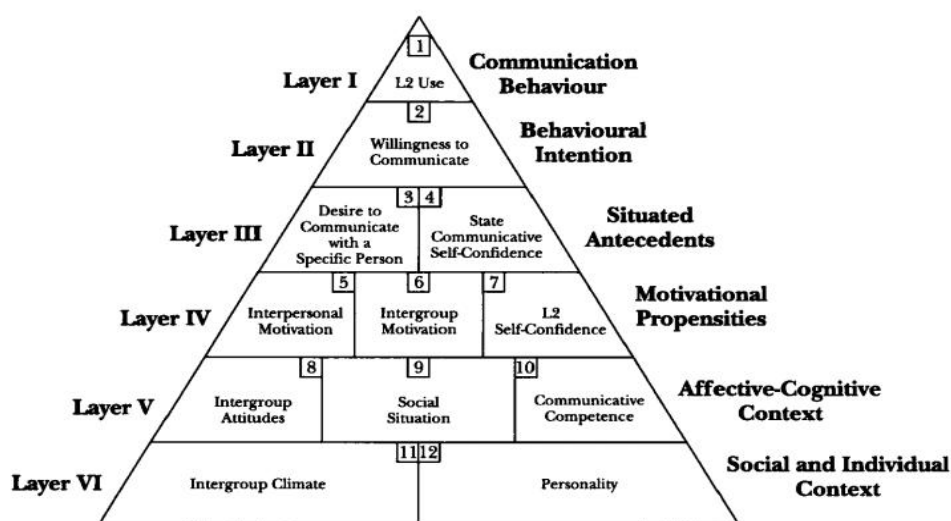 1
Layer I
L2 Use
Communication
Behaviour
2
Layer II
Willingness to
Communicate
Behavioural
Intention
3 4
Layer III
Desire to
Communicate
with a
Specific Person
State
Communicative
Self-Confidence
Situated
Antecedents
5 6 7
Layer IV
Interpersonal
Motivation
Intergroup
Motivation
L2
Self-Confidence
Motivational
Propensities
8 9 10
Layer V
Intergroup
Attitudes
Social
Situation
Communicative
Competence
Affective-Cognitive
Context
11 12
Layer VI
Intergroup Climate
Personality
Social and Individual
Context